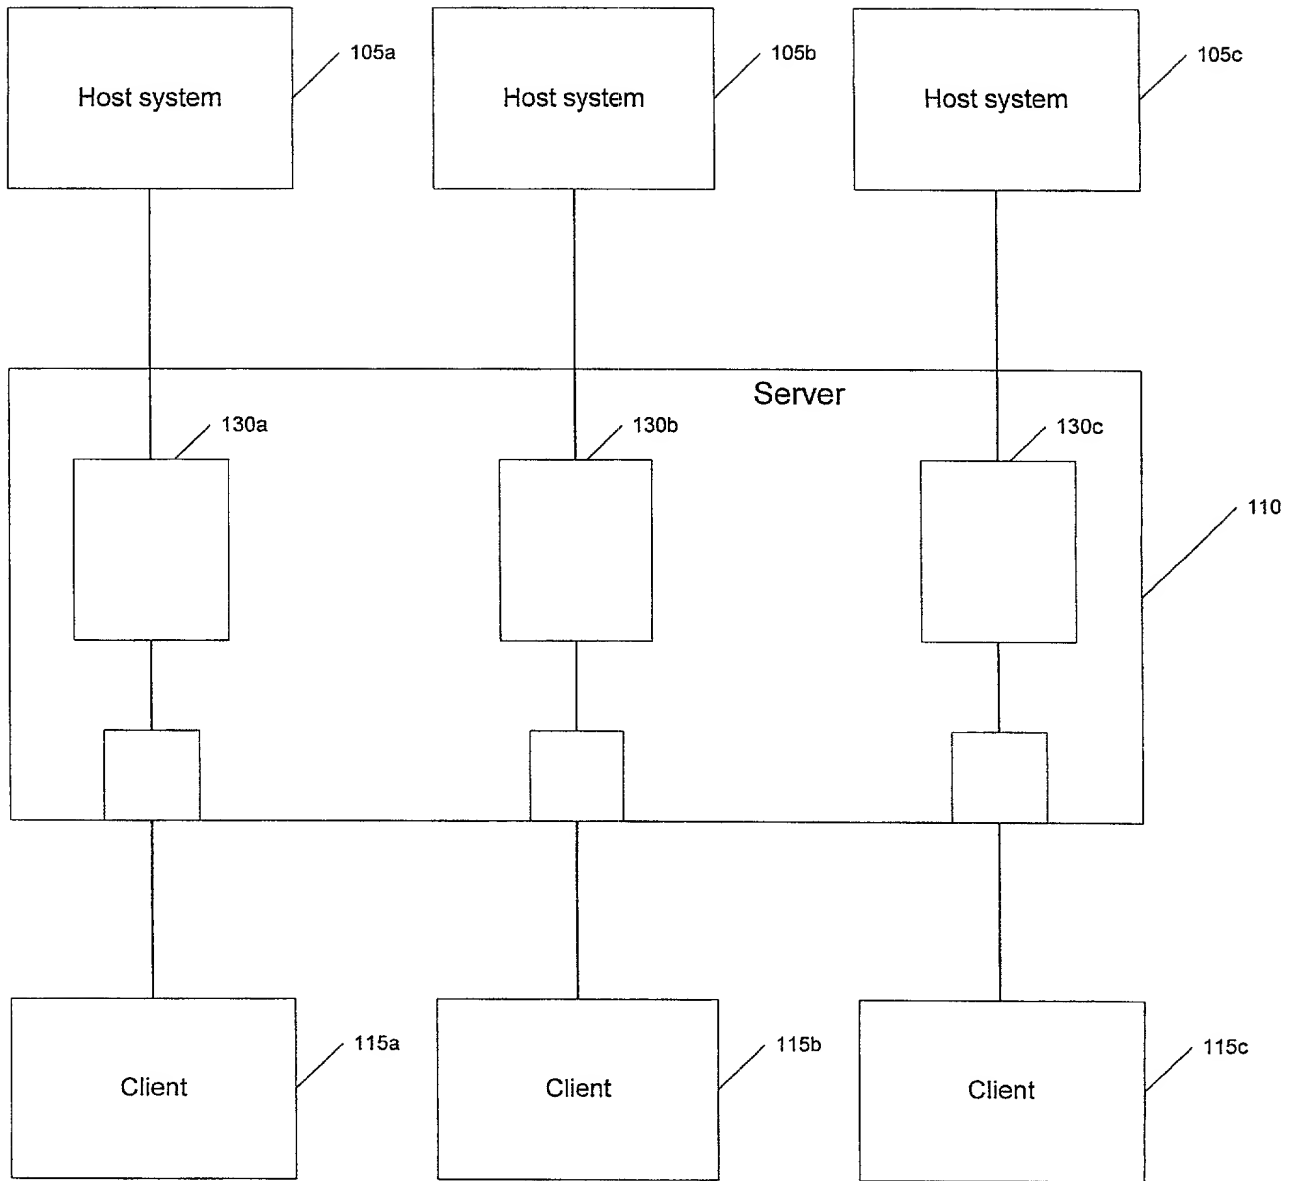 105a
105b
105c
Host system
Host system
Host system
Server
130a
130b
130c
110
115a
115b
115c
Client
Client
Client